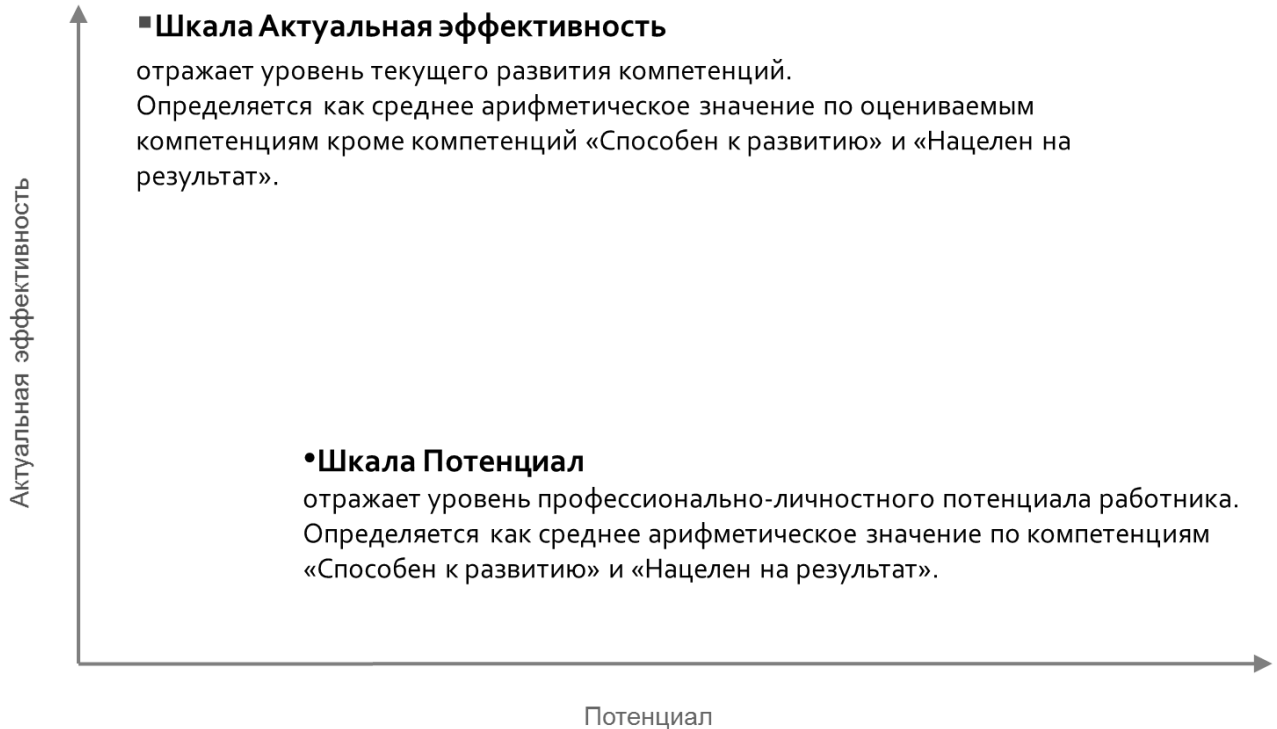 ▪Шкала Актуальная эффективность
отражает уровень текущего развития компетенций.
Определяется как среднее арифметическое значение по оцениваемым
компетенциям кроме компетенций «Способен к развитию» и «Нацелен на
результат».
Актуальная эффективность
•Шкала Потенциал
отражает уровень профессионально-личностного потенциала работника.
Определяется как среднее арифметическое значение по компетенциям
«Способен к развитию» и «Нацелен на результат».
Потенциал